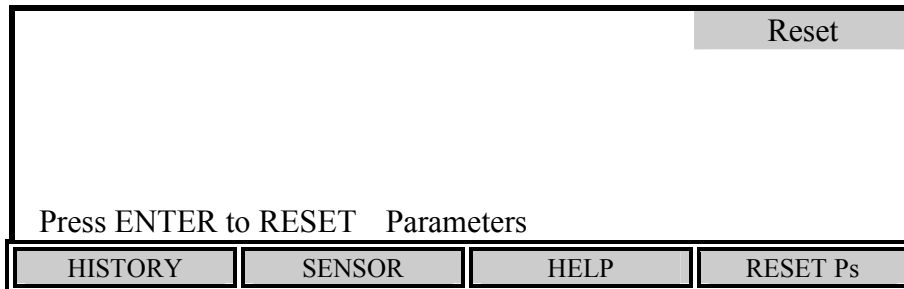 Reset
Press ENTER to RESET Parameters
HISTORY SENSOR HELP RESET Ps